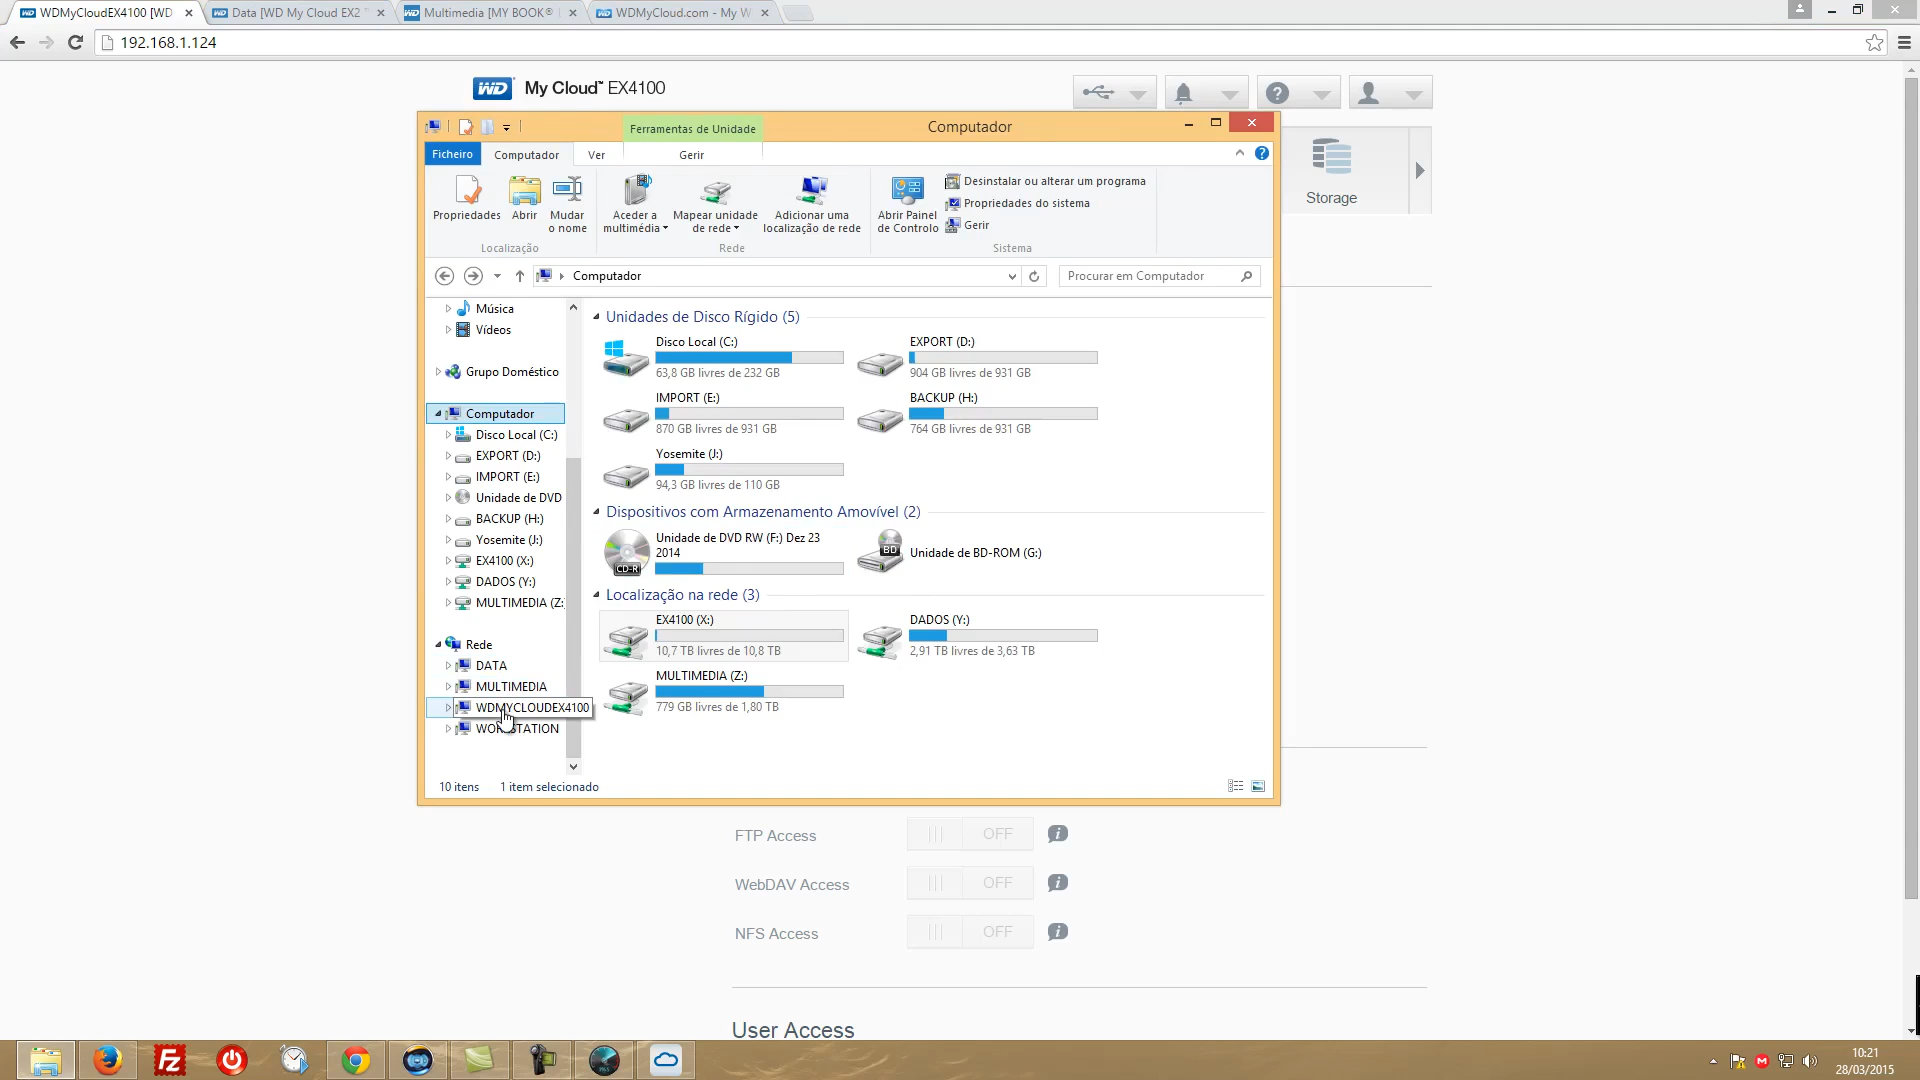 WDMyCloudEX4100 [WD
Data [WD My Cloud EX2
Multimedia [MY BOOK®
WDMyCloud.com - My W
192.168.1.124
WD My Cloud™ EX4100
Ferramentas de Unidade
Computador
Ficheiro
Computador
Ver
Gerir
Propriedades
Abrir
Mudar
o nome
Aceder a
multimédia
Mapear unidade
de rede
Adicionar uma
localização de rede
Abrir Painel
de Controlo
Desinstalar ou alterar um programa
Propriedades do sistema
Gerir
Localização
Rede
Sistema
Storage
Computador
Procurar em Computador
Música
Vídeos
Grupo Doméstico
Computador
Disco Local (C:)
EXPORT (D:)
IMPORT (E:)
Unidade de DVD
BACKUP (H:)
Yosemite (J:)
EX4100 (X:)
DADOS (Y:)
MULTIMEDIA (Z:
Rede
DATA
MULTIMEDIA
WDMYCLOUDEX4100
WORKSTATION
Unidades de Disco Rígido (5)
Disco Local (C:)
63,8 GB livres de 232 GB
EXPORT (D:)
904 GB livres de 931 GB
IMPORT (E:)
870 GB livres de 931 GB
BACKUP (H:)
764 GB livres de 931 GB
Yosemite (J:)
94,3 GB livres de 110 GB
Dispositivos com Armazenamento Amovível (2)
CD-R
Unidade de DVD RW (F:) Dez 23
2014
BD
Unidade de BD-ROM (G:)
Localização na rede (3)
EX4100 (X:)
10,7 TB livres de 10,8 TB
DADOS (Y:)
2,91 TB livres de 3,63 TB
MULTIMEDIA (Z:)
779 GB livres de 1,80 TB
10 itens
1 item selecionado
FTP Access
OFF
WebDAV Access
OFF
NFS Access
OFF
User Access
10:21
28/03/2015